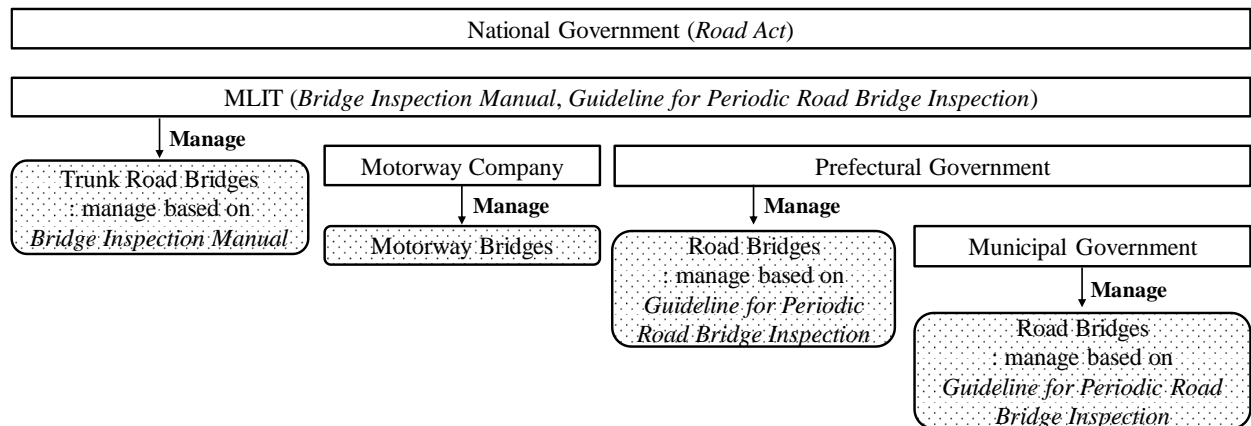 National Government (Road Act)
MLIT (Bridge Inspection Manual, Guideline for Periodic Road Bridge Inspection)
Manage
Trunk Road Bridges
: manage based on
Bridge Inspection Manual
Motorway Company
Manage
Motorway Bridges
Prefectural Government
Manage
Road Bridges
: manage based on
Guideline for Periodic
Road Bridge Inspection
Municipal Government
Manage
Road Bridges
: manage based on
Guideline for Periodic Road
Bridge Inspection